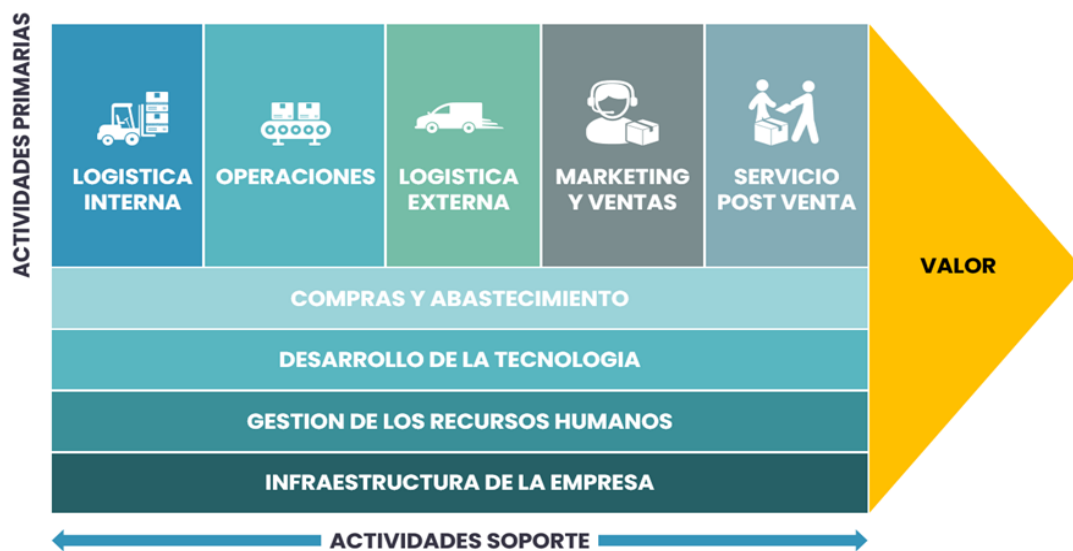 ACTIVIDADES PRIMARIAS
LOGISTICA
INTERNA
OPERACIONES
LOGISTICA
EXTERNA
MARKETING
Y VENTAS
SERVICIO
POST VENTA
VALOR
COMPRAS Y ABASTECIMIENTO
DESARROLLO DE LA TECNOLOGIA
GESTION DE LOS RECURSOS HUMANOS
INFRAESTRUCTURA DE LA EMPRESA
ACTIVIDADES SOPORTE